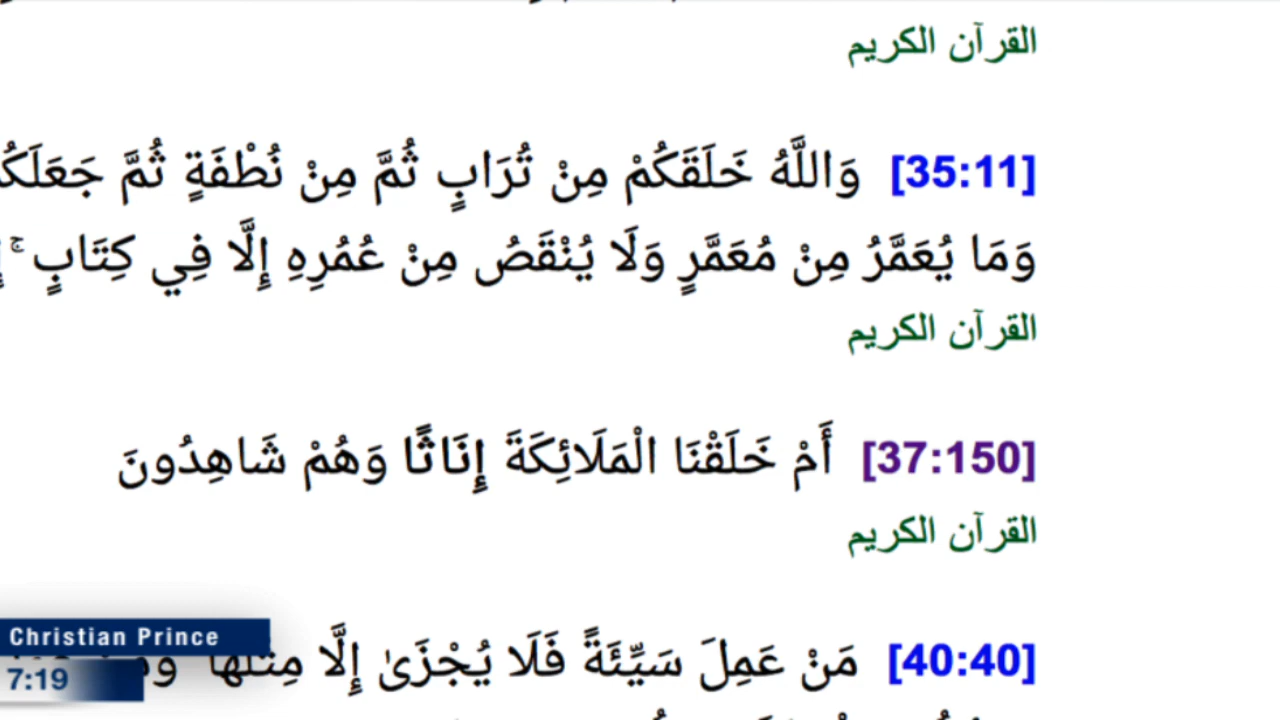 القرآن الكريم
[35:11] وَاللَّهُ خَلَقَكُمْ مِنْ تُرَابٍ ثُمَّ مِنْ نُطْفَةٍ ثُمَّ
وَمَا يُعَمَّرُ مِنْ مُعَمَّرٍ وَلَا يُنْقَصُ مِنْ عُمُرِهِ إِلَّا فِي كِتَابٍ ۚ
القرآن الكريم
[37:150] أَمْ خَلَقْنَا الْمَلَائِكَةَ إِنَاثًا وَهُمْ شَاهِدُونَ
القرآن الكريم
[40:40] مَنْ عَمِلَ سَيِّئَةً فَلَا يُجْزَىٰ إِلَّا مِثْلَهَا
Christian Prince
7:19